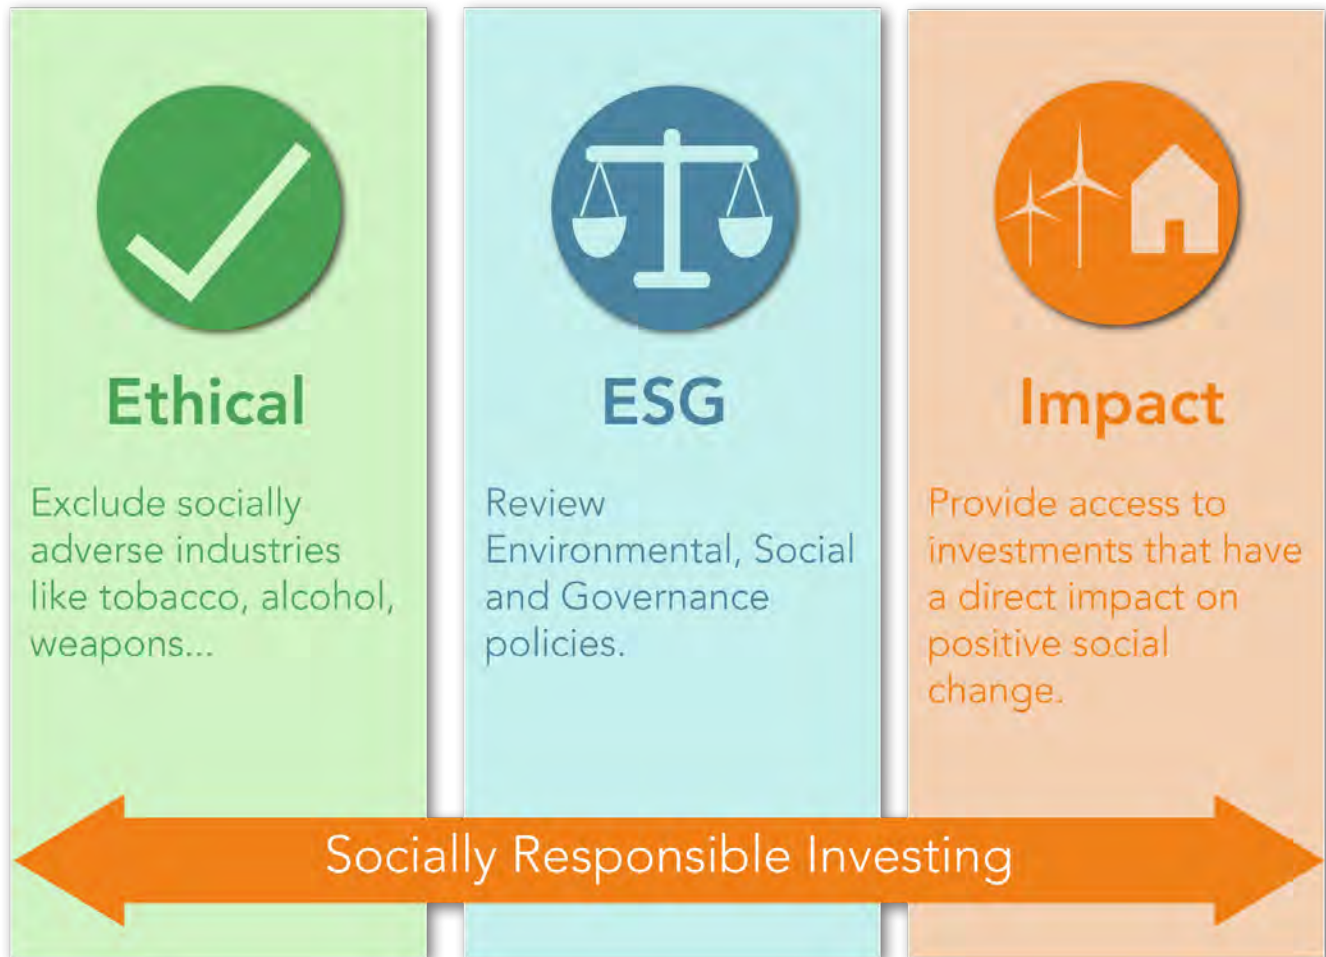 Ethical
Exclude socially
adverse industries
like tobacco, alcohol,
weapons...
ESG
Review
Environmental, Social
and Governance
policies.
Impact
Provide access to
investments that have
a direct impact on
positive social
change.
Socially Responsible Investing